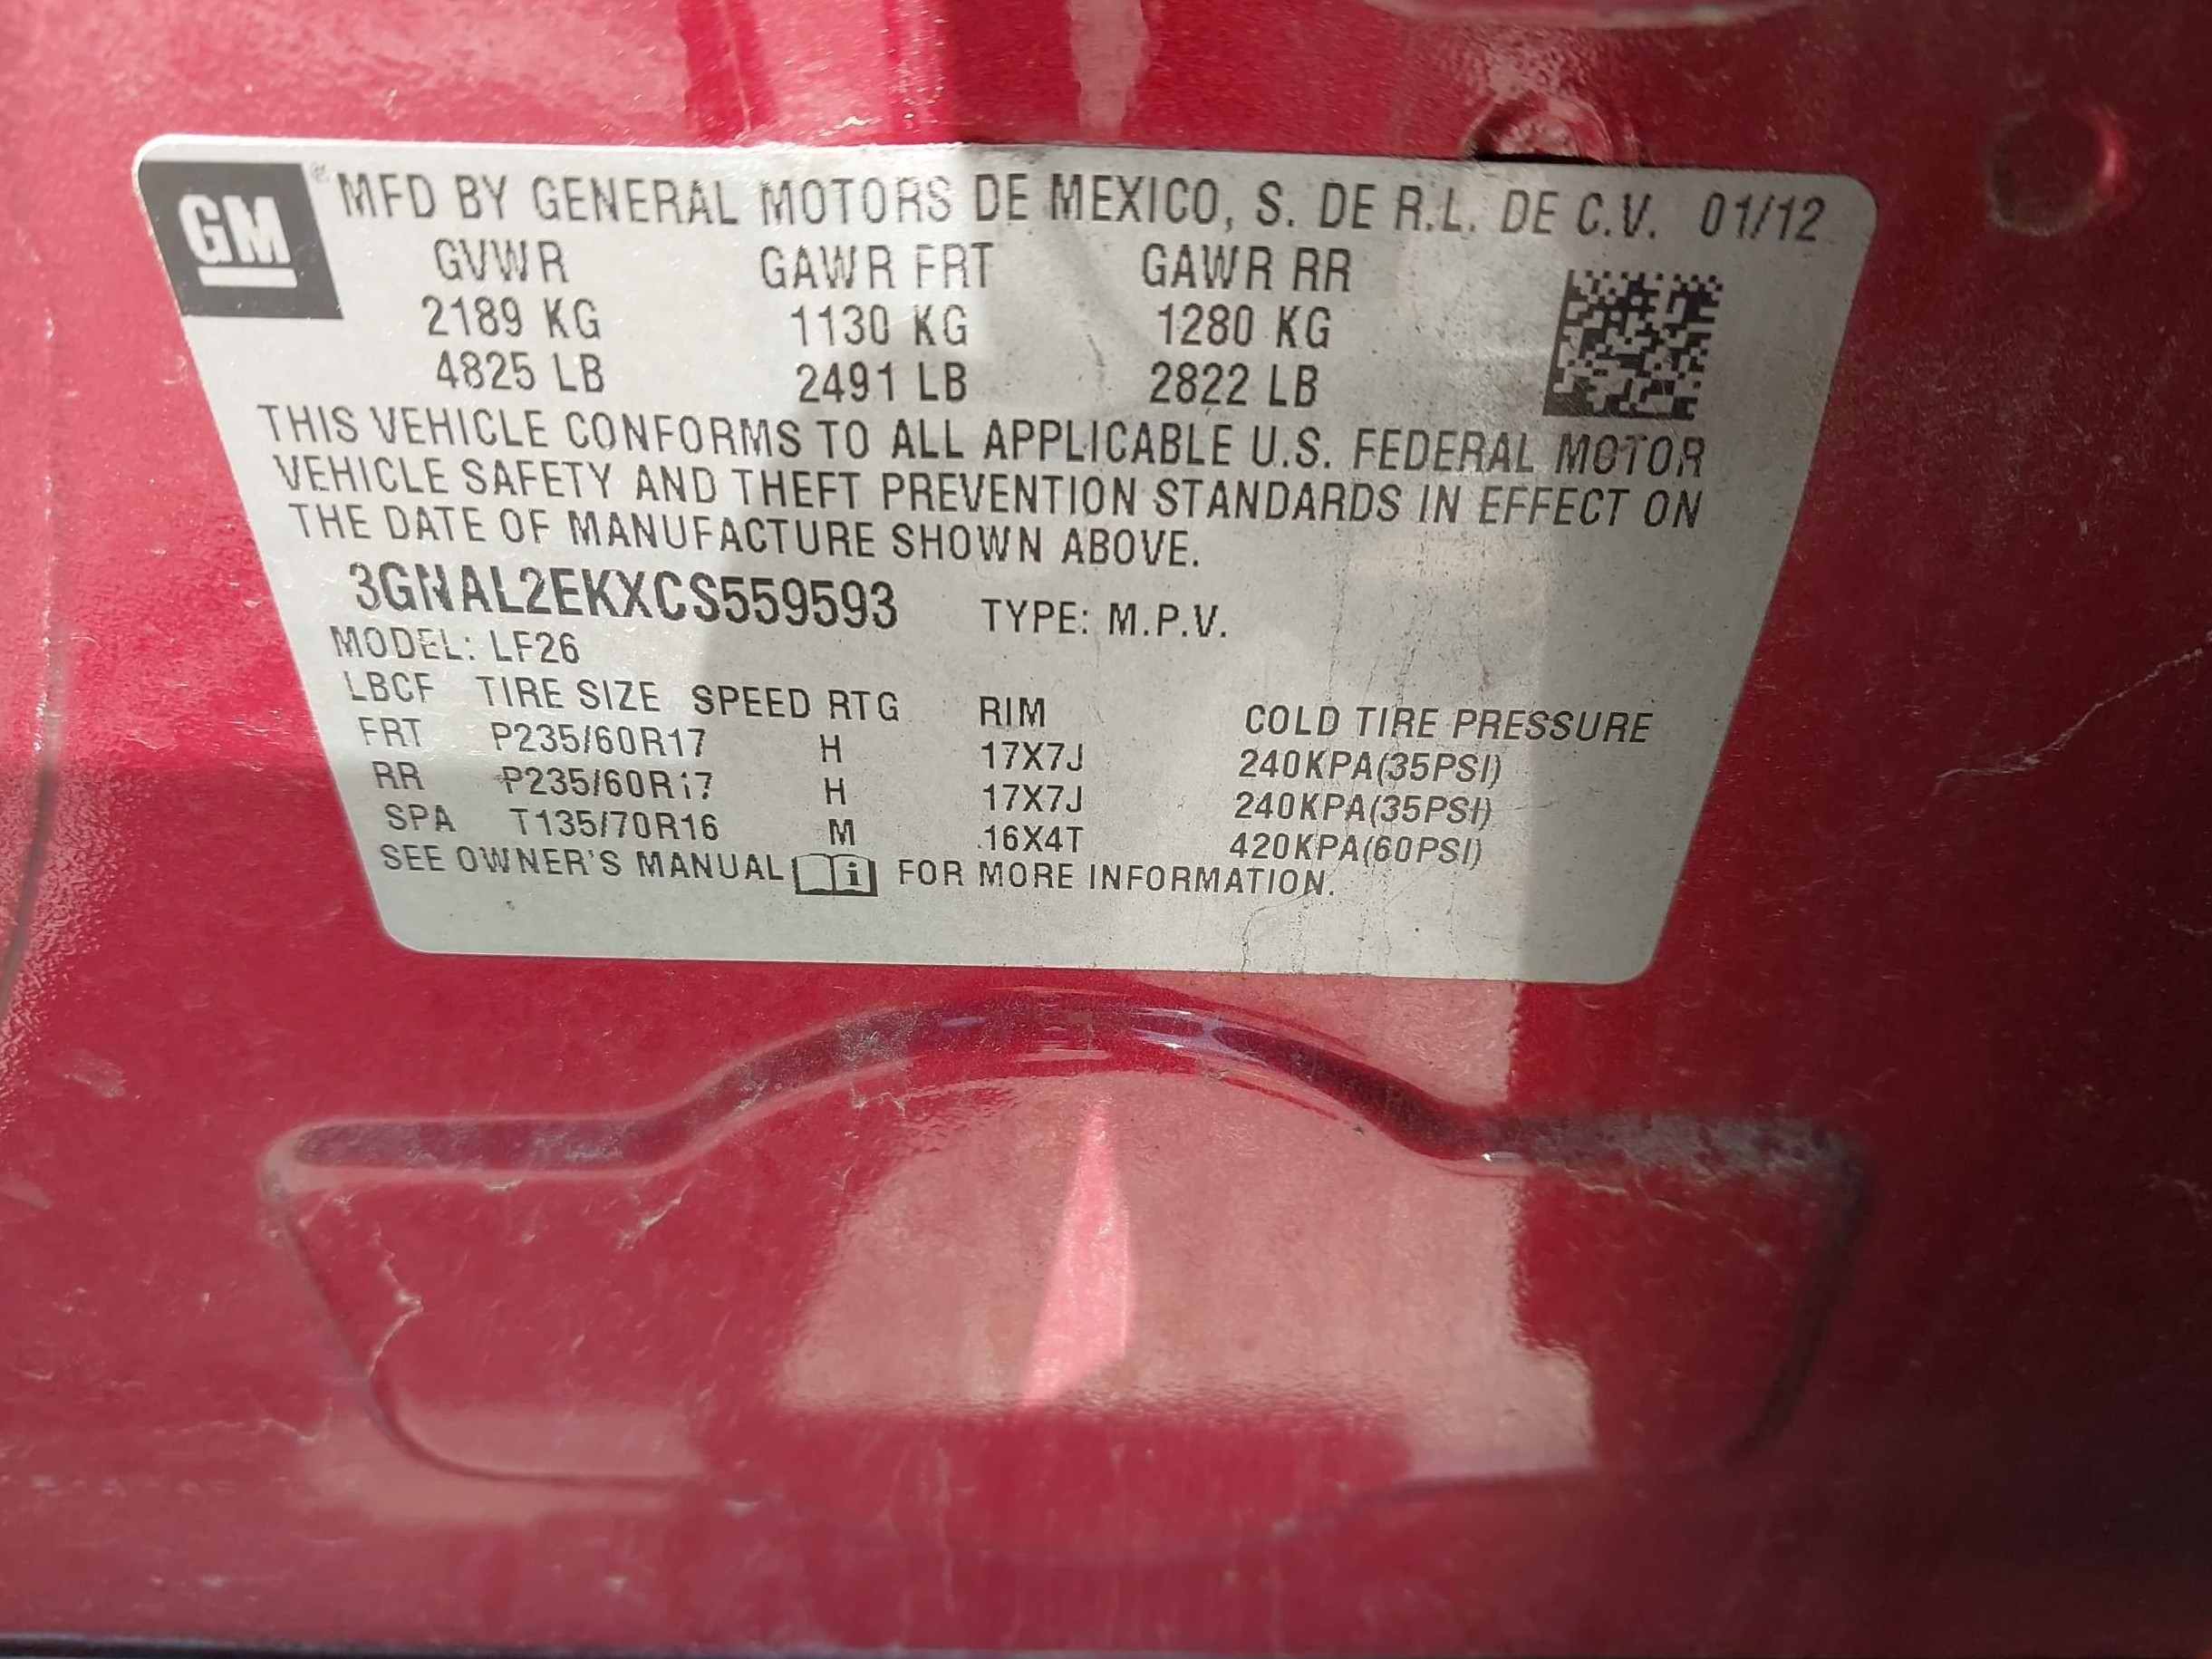 GM ® MFD BY GENERAL MOTORS DE MEXICO, S. DE R.L. DE C.V. 01/12
GVWR GAWR FRT GAWR RR
2189 KG 1130 KG 1280 KG
4825 LB 2491 LB 2822 LB
THIS VEHICLE CONFORMS TO ALL APPLICABLE U.S. FEDERAL MOTOR
VEHICLE SAFETY AND THEFT PREVENTION STANDARDS IN EFFECT ON
THE DATE OF MANUFACTURE SHOWN ABOVE.
3GNAL2EKXCS559593 TYPE: M.P.V.
MODEL: LF26
LBCF TIRE SIZE SPEED RTG RIM COLD TIRE PRESSURE
FRT P235/60R17 H 17X7J 240KPA(35PSI)
RR P235/60R17 H 17X7J 240KPA(35PSI)
SPA T135/70R16 M 16X4T 420KPA(60PSI)
SEE OWNER'S MANUAL i FOR MORE INFORMATION.